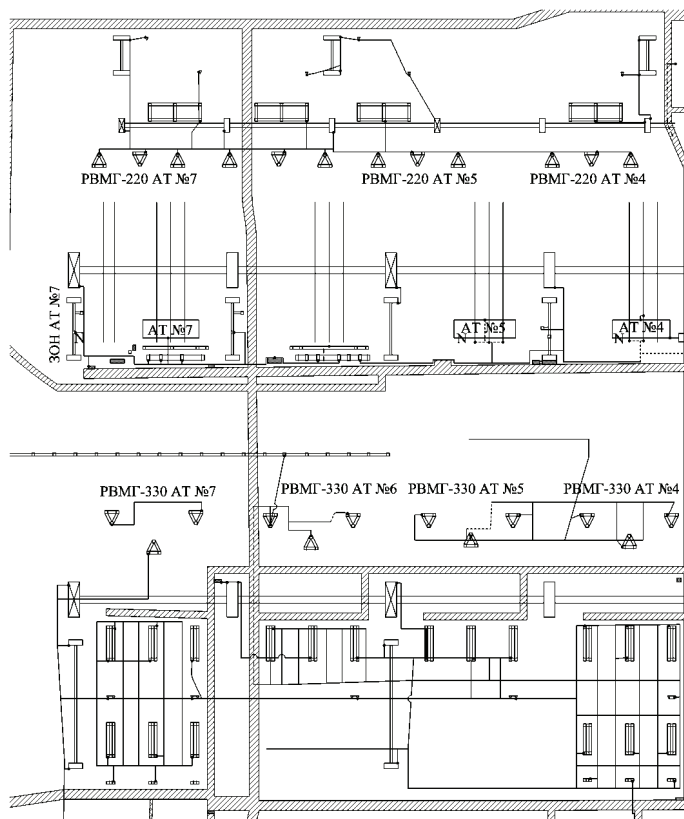 РВМГ-220 АТ №7
РВМГ-220 АТ №5
РВМГ-220 АТ №4
ЗОН АТ №7
N
АТ №7
N
АТ №5
N
АТ №4
РВМГ-330 АТ №7
РВМГ-330 АТ №6
РВМГ-330 АТ №5
РВМГ-330 АТ №4